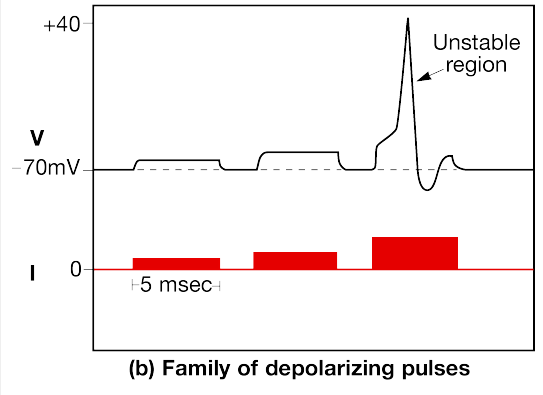 +40
Unstable
region
V
−70mV
I
0
5 msec
(b) Family of depolarizing pulses